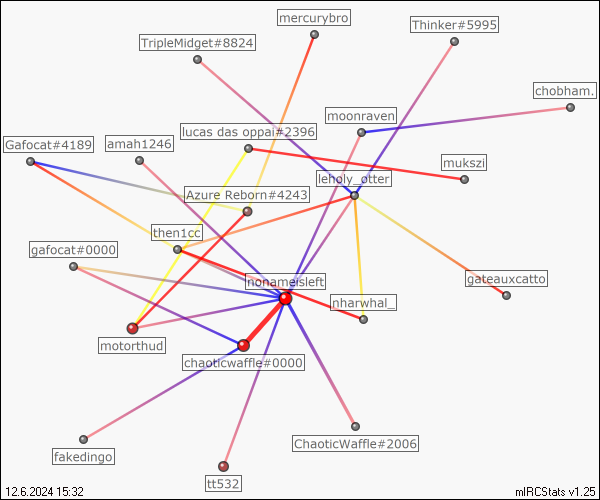 mercurybro
Thinker#5995
TripleMidget#8824
chobham.
moonraven
lucas das oppai#2396
Gafocat#4189
amah1246
mukszi
leholy_otter
Azure Reborn#4243
then1cc
gafocat#0000
nonameisleft
gateauxcatto
nharwhal_
motorthud
chaoticwaffle#0000
ChaoticWaffle#2006
fakedingo
tt532
12.6.2024 15:32
mIRCStats v1.25